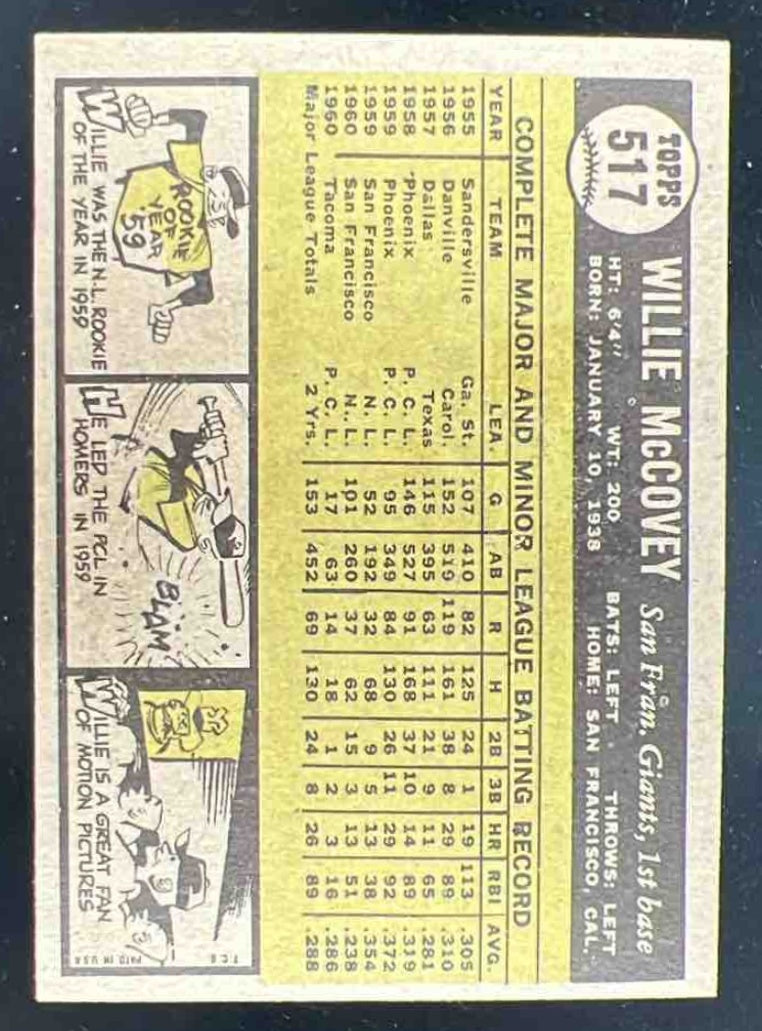 TOPPS
517
WILLIE McCOVEY San Fran. Giants, 1st base
HT: 6'4" WT: 200 BATS: LEFT THROWS: LEFT
BORN: JANUARY 10, 1938 HOME: SAN FRANCISCO, CAL.
COMPLETE MAJOR AND MINOR LEAGUE BATTING RECORD
YEAR TEAM LEA. G AB R H 2B 3B HR RBI AVG.
1955 Sandersville Ga. St. 107 410 82 125 24 1 19 113 .305
1956 Danville Carol. 152 519 119 161 38 8 29 89 .310
1957 Dallas Texas 115 395 63 111 21 9 11 65 .281
1958 Phoenix P. C. L. 146 527 91 168 37 10 14 89 .319
1959 Phoenix P. C. L. 95 349 84 130 26 11 29 92 .372
1959 San Francisco N. L. 52 192 32 68 9 5 13 38 .354
1960 San Francisco N. L. 101 260 37 62 15 3 13 51 .238
1960 Tacoma P. C. L. 17 63 14 18 1 2 3 16 .286
Major League Totals 2 Yrs. 153 452 69 130 24 8 26 89 .288
ROOKIE
OF
YEAR
'59
WILLIE WAS THE N.L. ROOKIE
OF THE YEAR IN 1959
BLAM
HE LED THE PCL IN
HOMERS IN 1959
WILLIE IS A GREAT FAN
OF MOTION PICTURES
T.C.G.
PRTD IN U.S.A.